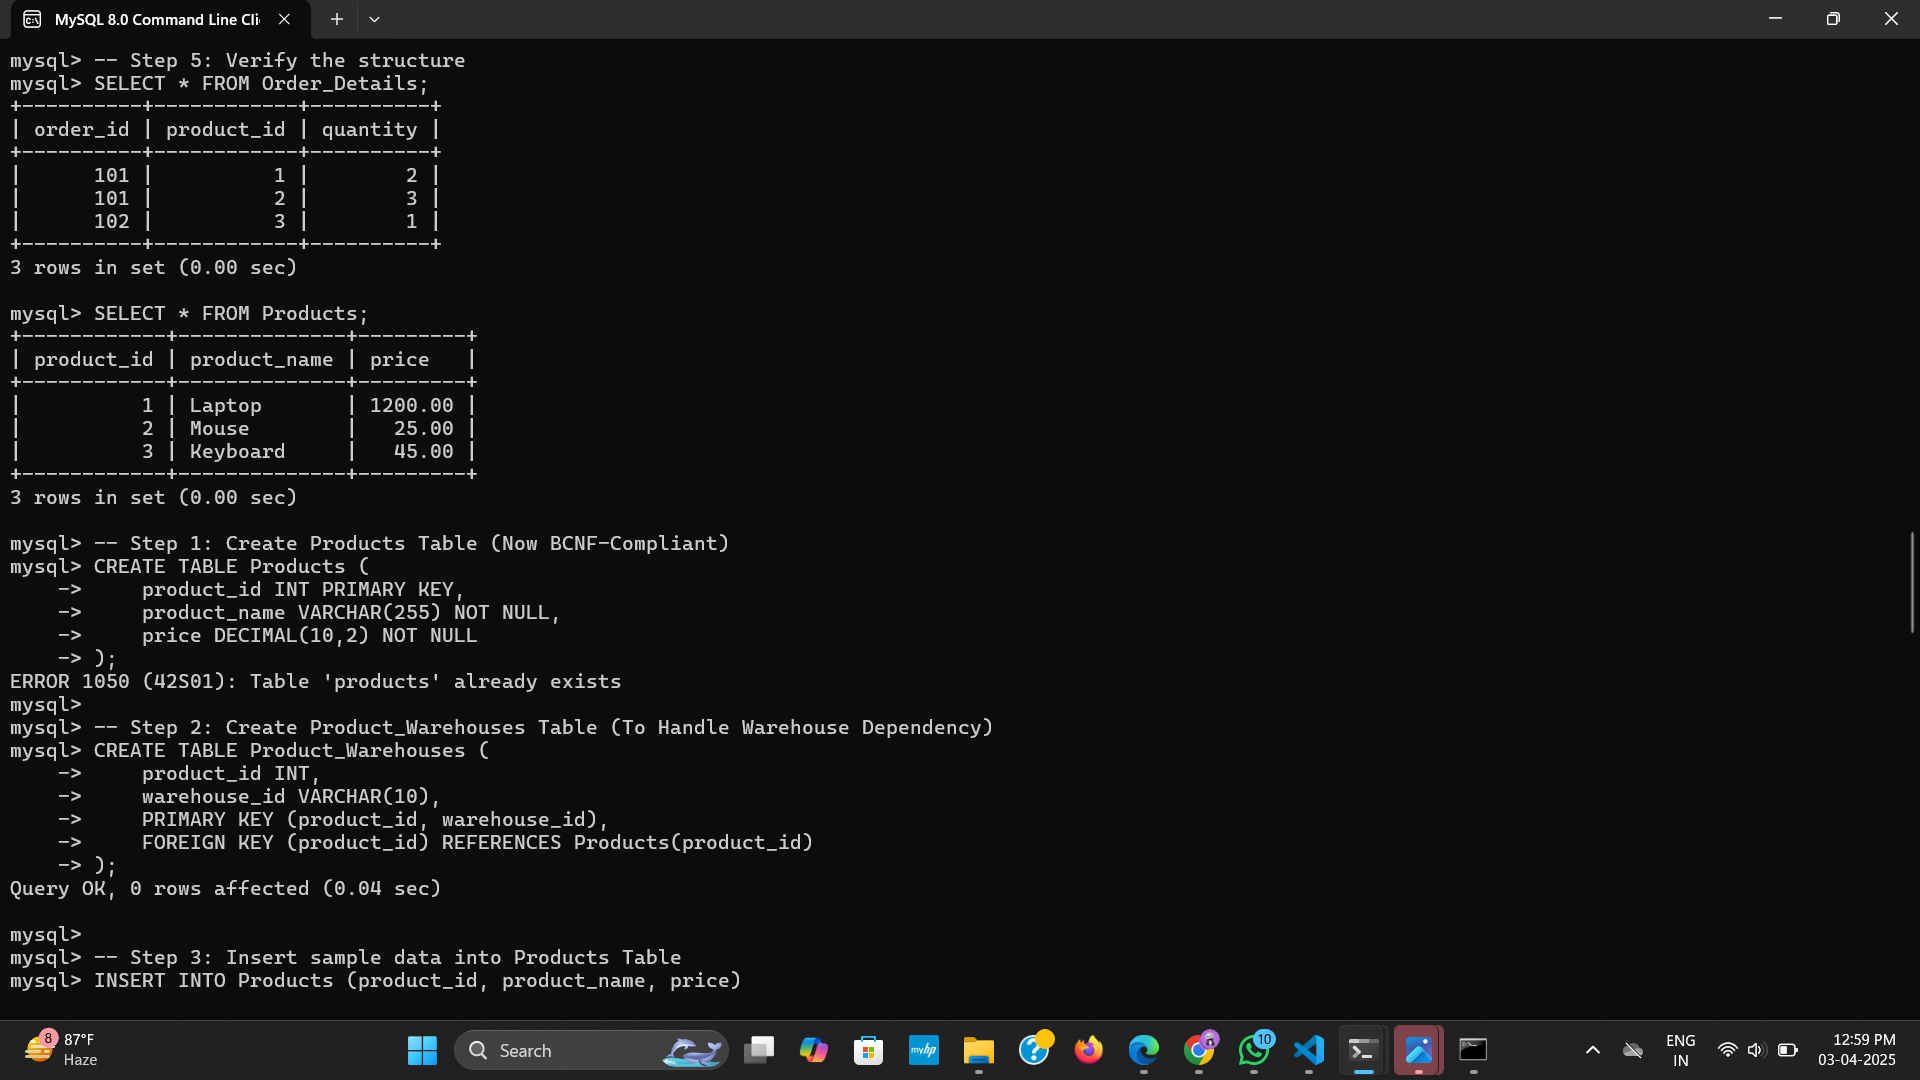 MySQL 8.0 Command Line Cli
mysql> -- Step 5: Verify the structure
mysql> SELECT * FROM Order_Details;
+----------+------------+----------+
| order_id | product_id | quantity |
+----------+------------+----------+
|      101 |          1 |        2 |
|      101 |          2 |        3 |
|      102 |          3 |        1 |
+----------+------------+----------+
3 rows in set (0.00 sec)
mysql> SELECT * FROM Products;
+------------+--------------+---------+
| product_id | product_name | price   |
+------------+--------------+---------+
|          1 | Laptop       | 1200.00 |
|          2 | Mouse        |   25.00 |
|          3 | Keyboard     |   45.00 |
+------------+--------------+---------+
3 rows in set (0.00 sec)
mysql> -- Step 1: Create Products Table (Now BCNF-Compliant)
mysql> CREATE TABLE Products (
    ->     product_id INT PRIMARY KEY,
    ->     product_name VARCHAR(255) NOT NULL,
    ->     price DECIMAL(10,2) NOT NULL
    -> );
ERROR 1050 (42S01): Table 'products' already exists
mysql>
mysql> -- Step 2: Create Product_Warehouses Table (To Handle Warehouse Dependency)
mysql> CREATE TABLE Product_Warehouses (
    ->     product_id INT,
    ->     warehouse_id VARCHAR(10),
    ->     PRIMARY KEY (product_id, warehouse_id),
    ->     FOREIGN KEY (product_id) REFERENCES Products(product_id)
    -> );
Query OK, 0 rows affected (0.04 sec)
mysql>
mysql> -- Step 3: Insert sample data into Products Table
mysql> INSERT INTO Products (product_id, product_name, price)
8
87°F
Haze
Search
myhp
10
ENG
IN
12:59 PM
03-04-2025